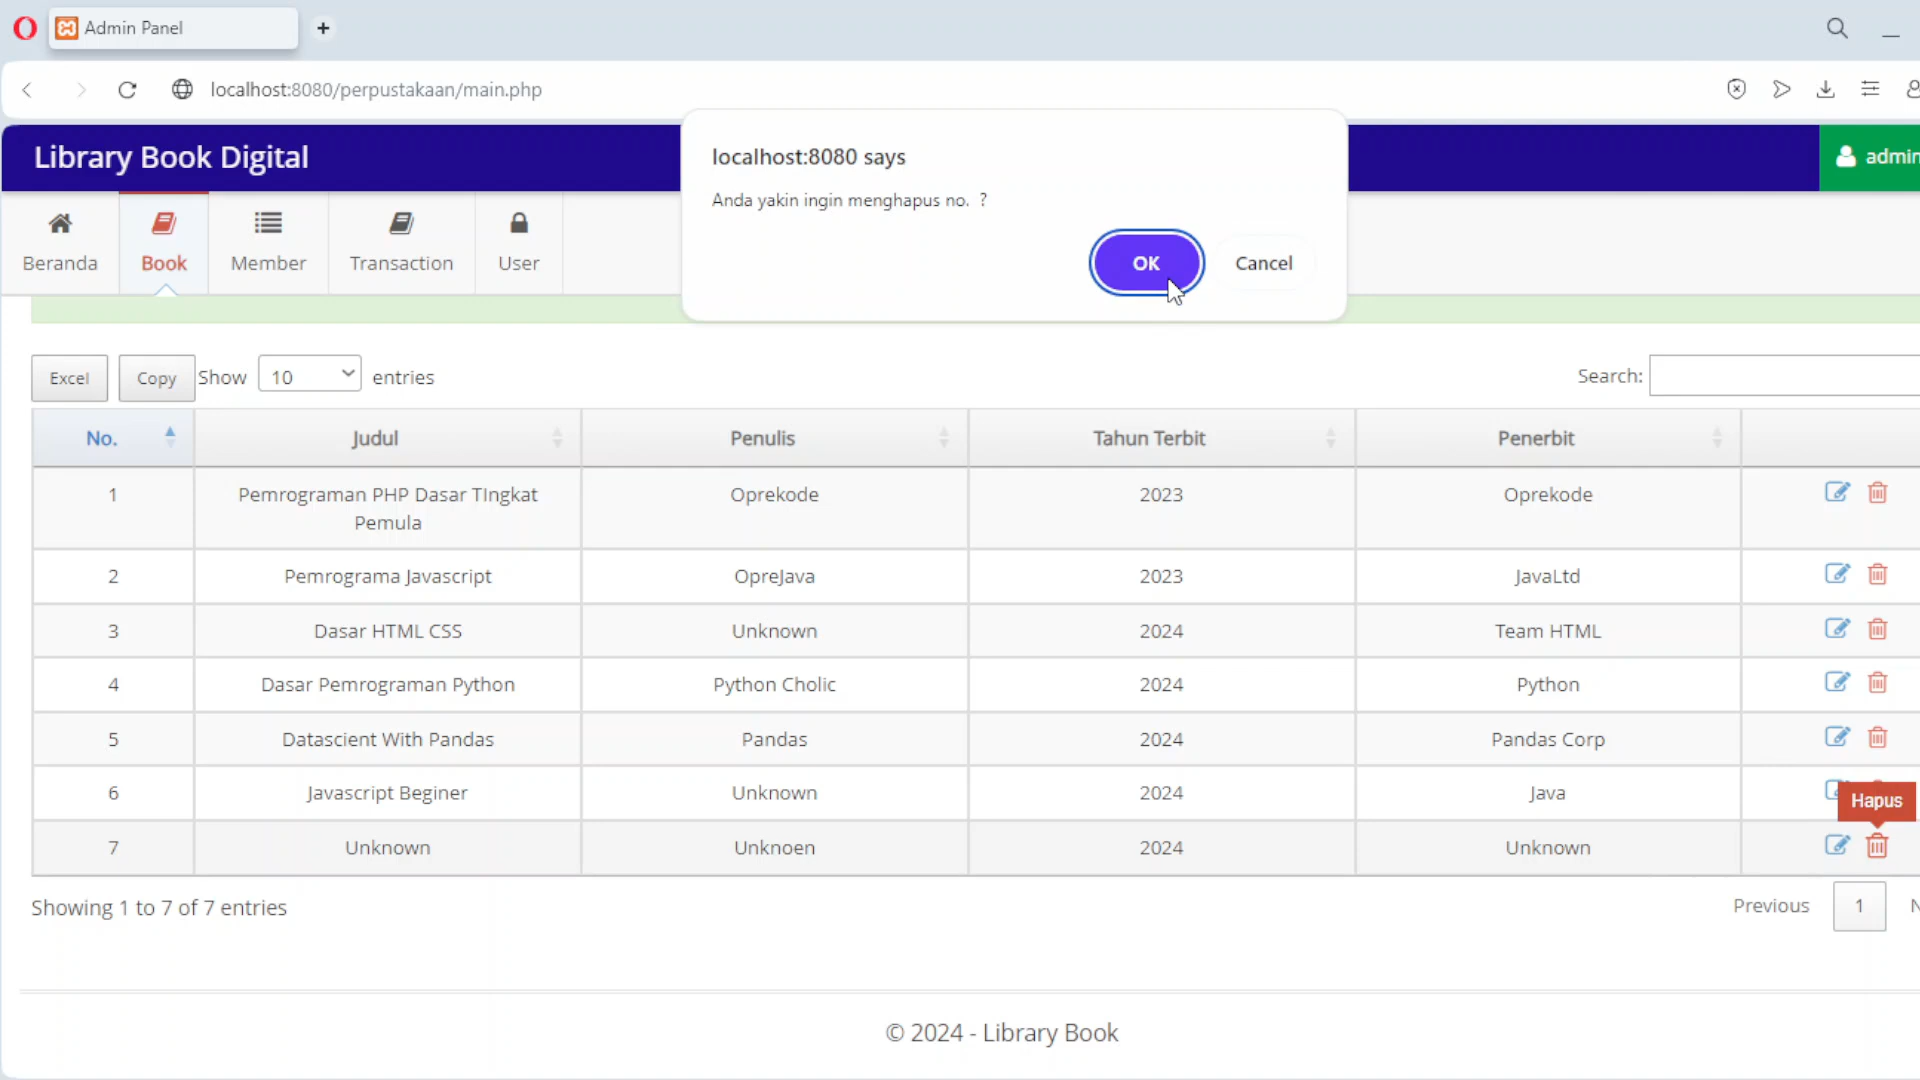 Admin Panel
localhost:8080/perpustakaan/main.php
Library Book Digital
admin
localhost:8080 says
Anda yakin ingin menghapus no. ?
OK
Cancel
Beranda
Book
Member
Transaction
User
Excel
Copy
Show 10 entries
Search:
No. Judul Penulis Tahun Terbit Penerbit
1 Pemrograman PHP Dasar TIngkat Oprekode 2023 Oprekode
Pemula
2 Pemrograma Javascript OpreJava 2023 JavaLtd
3 Dasar HTML CSS Unknown 2024 Team HTML
4 Dasar Pemrograman Python Python Cholic 2024 Python
5 Datascient With Pandas Pandas 2024 Pandas Corp
6 Javascript Beginer Unknown 2024 Java
Hapus
7 Unknown Unknoen 2024 Unknown
Showing 1 to 7 of 7 entries
Previous 1
© 2024 - Library Book